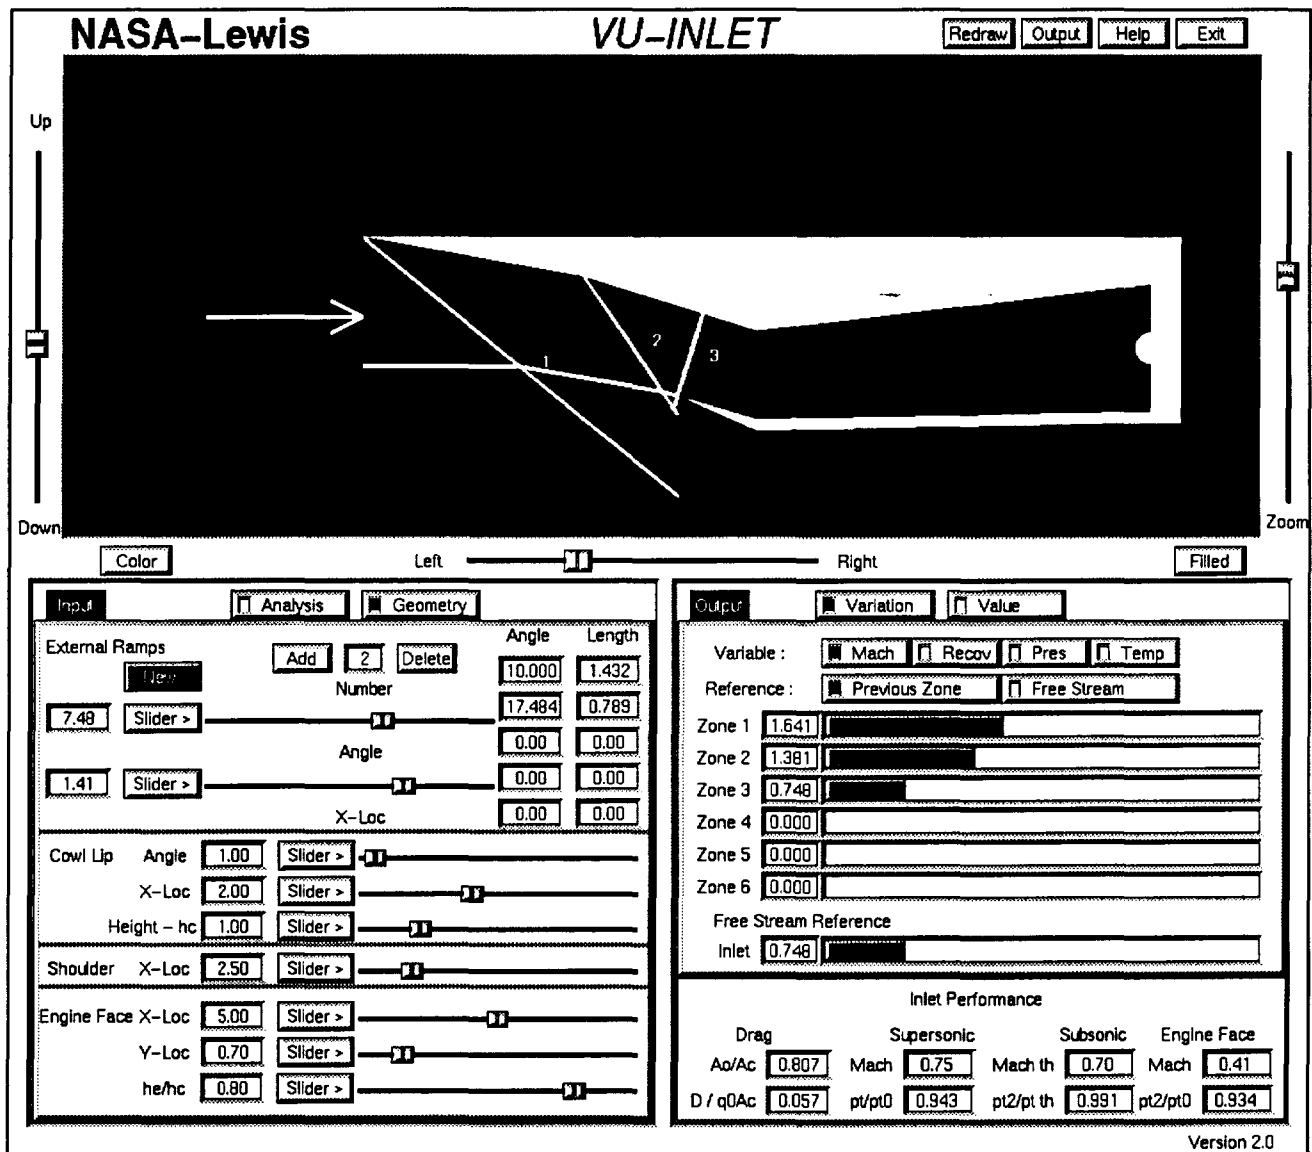 NASA-Lewis VU-INLET Redraw Output Help Exit
Up
1 2 3
Down Zoom
Color Left Right Filled
Input Analysis Geometry
External Ramps Angle Length
New Add 2 Delete 10.000 1.432
Number
7.48 Slider > 17.484 0.789
Angle 0.00 0.00
1.41 Slider > 0.00 0.00
X-Loc 0.00 0.00
Cowl Lip Angle 1.00 Slider >
X-Loc 2.00 Slider >
Height - hc 1.00 Slider >
Shoulder X-Loc 2.50 Slider >
Engine Face X-Loc 5.00 Slider >
Y-Loc 0.70 Slider >
he/hc 0.80 Slider >
Output Variation Value
Variable : Mach Recov Pres Temp
Reference : Previous Zone Free Stream
Zone 1 1.641
Zone 2 1.381
Zone 3 0.748
Zone 4 0.000
Zone 5 0.000
Zone 6 0.000
Free Stream Reference
Inlet 0.748
Inlet Performance
Drag Supersonic Subsonic Engine Face
Ao/Ac 0.807 Mach 0.75 Mach th 0.70 Mach 0.41
D / q0Ac 0.057 pt/pt0 0.943 pt2/pt th 0.991 pt2/pt0 0.934
Version 2.0